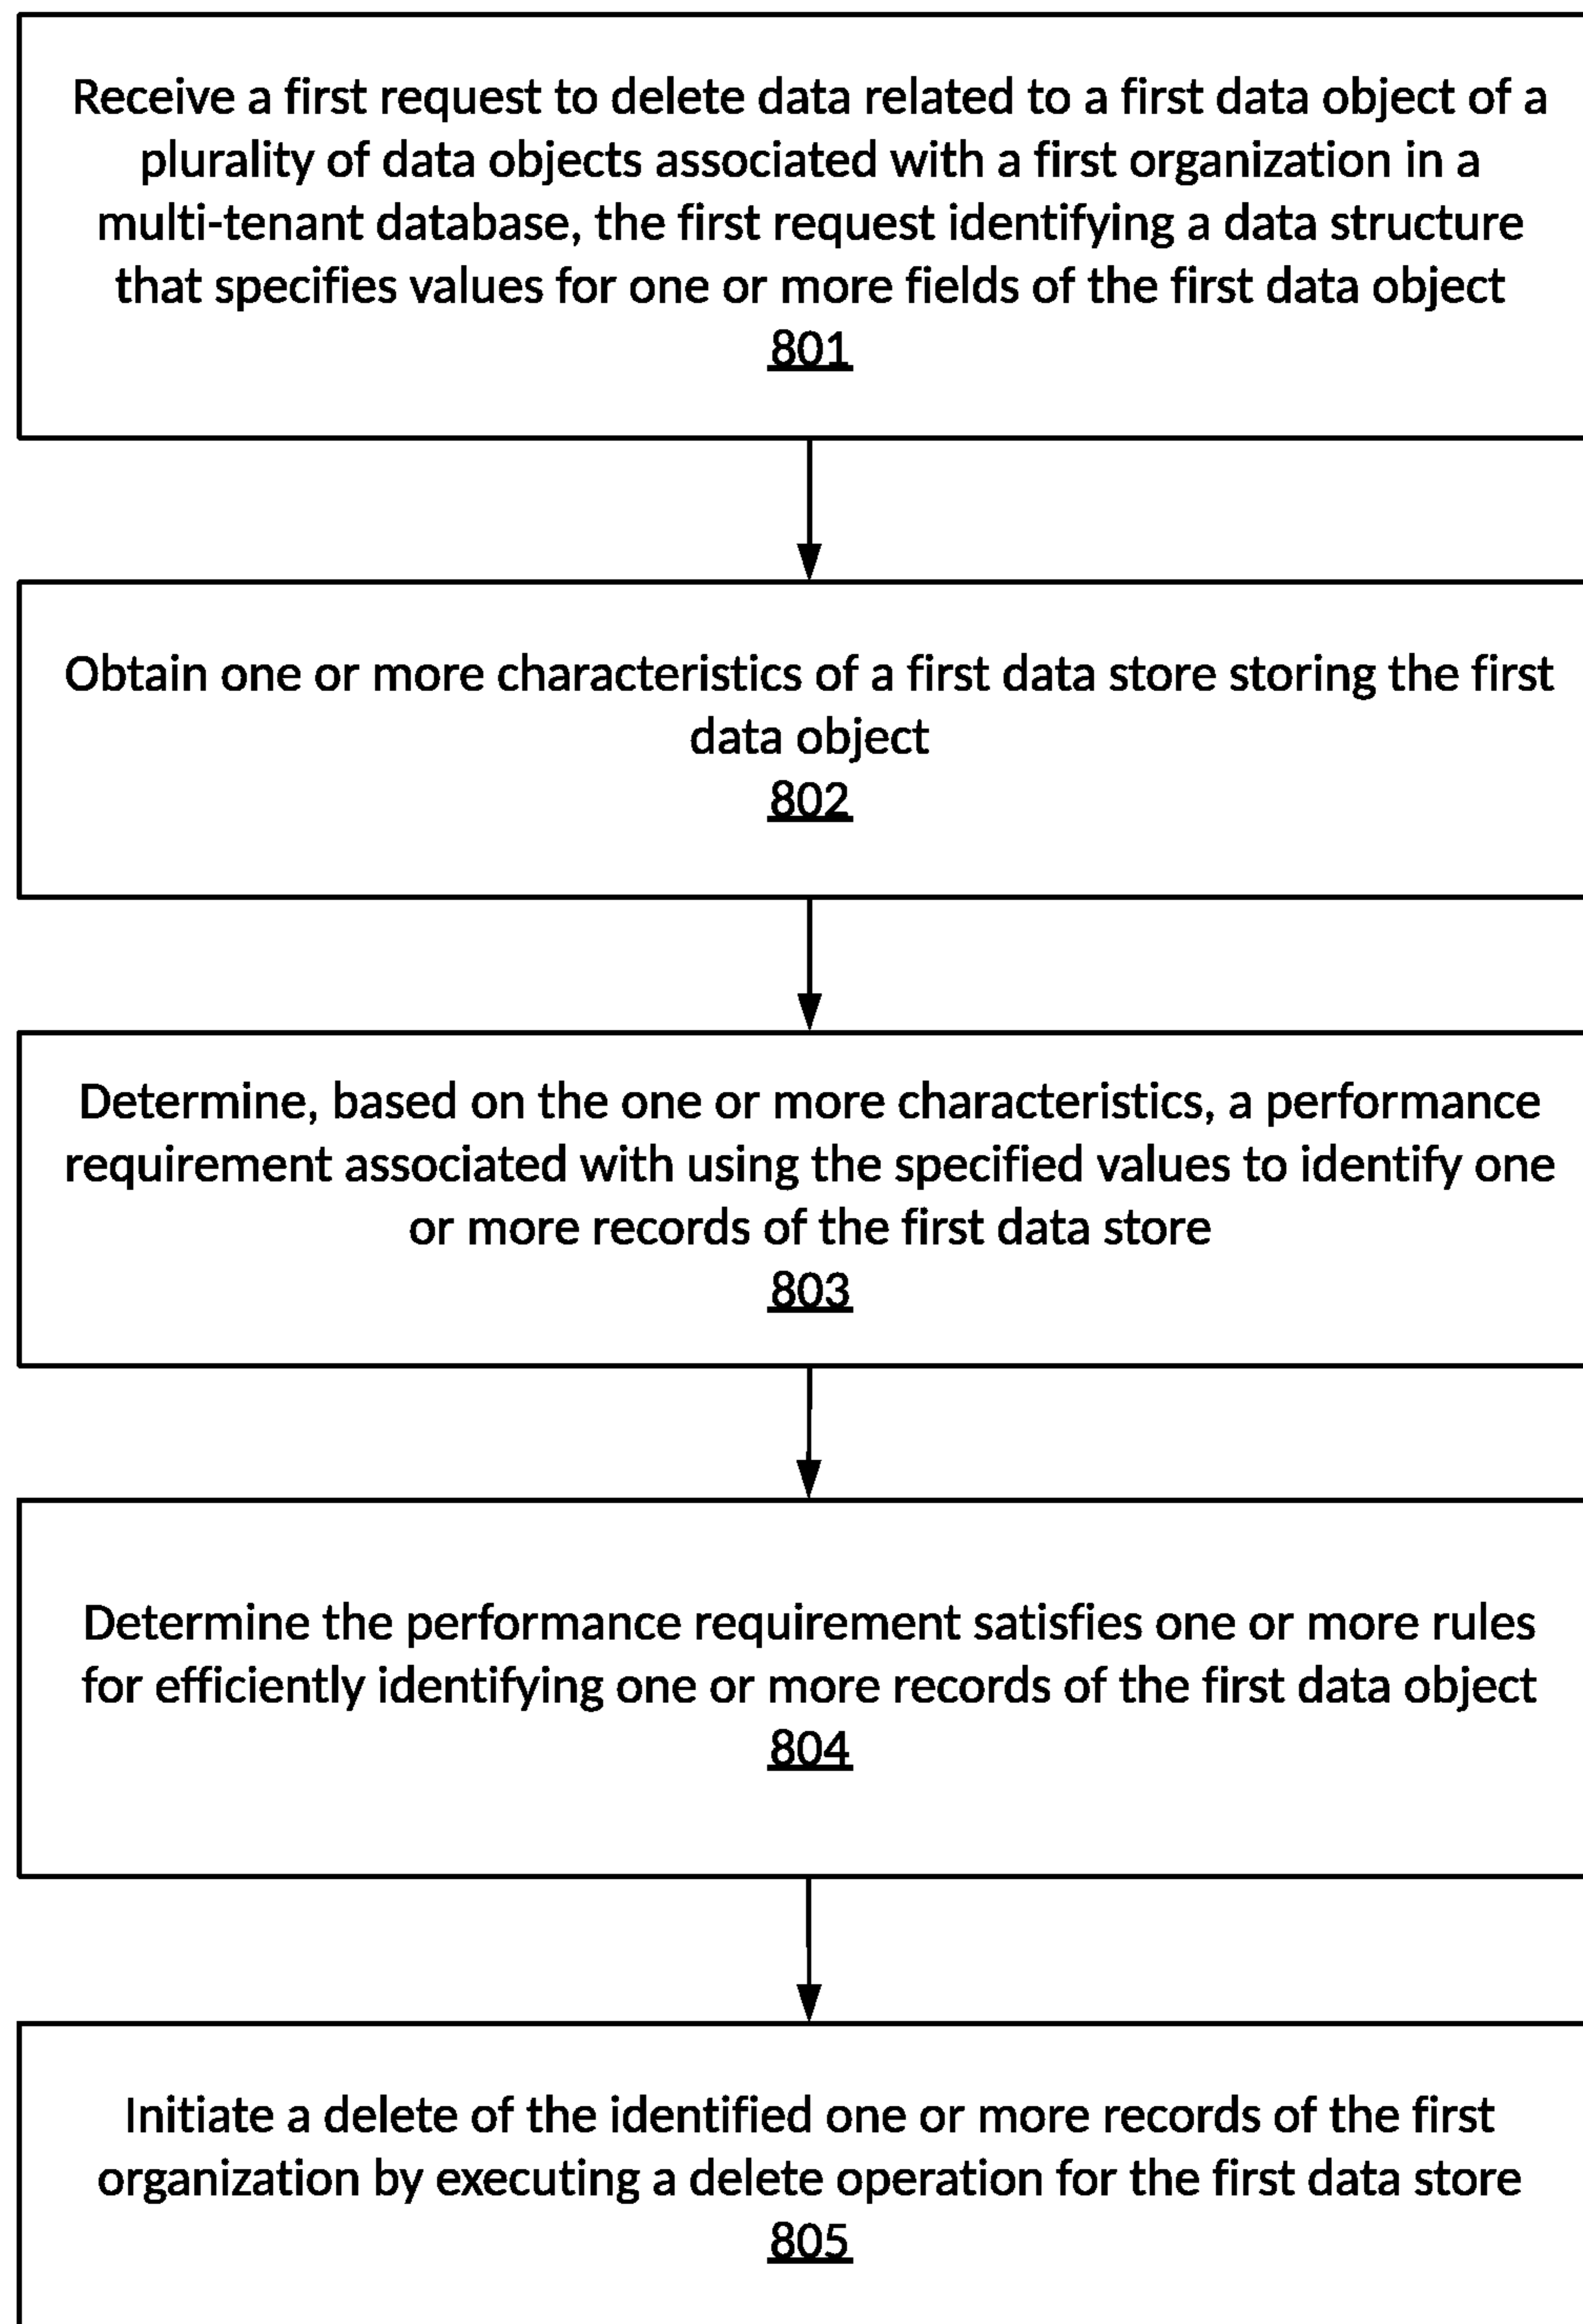 Receive a first request to delete data related to a first data object of a
plurality of data objects associated with a first organization in a
multi-tenant database, the first request identifying a data structure
that specifies values for one or more fields of the first data object
801
Obtain one or more characteristics of a first data store storing the first
data object
802
Determine, based on the one or more characteristics, a performance
requirement associated with using the specified values to identify one
or more records of the first data store
803
Determine the performance requirement satisfies one or more rules
for efficiently identifying one or more records of the first data object
804
Initiate a delete of the identified one or more records of the first
organization by executing a delete operation for the first data store
805